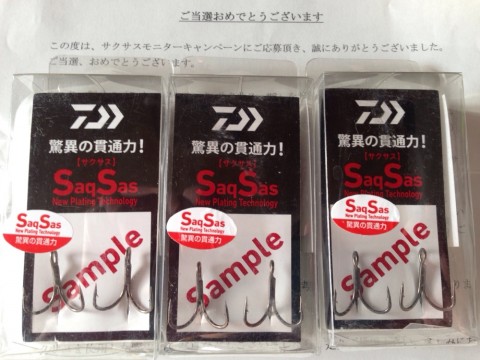 ご当選おめでとうございます
この度は、サクサスモニターキャンペーンにご応募頂き、誠にありがとうございました。
ご当選、おめでとうございます。
驚異の貫通力！
【サクサス】
SaqSas
New Plating Technology
SaqSas
New Plating Technology
驚異の貫通力
Sample
驚異の貫通力！
【サクサス】
SaqSas
New Plating Technology
SaqSas
New Plating Technology
驚異の貫通力
Sample
驚異の貫通力！
【サクサス】
SaqSas
New Plating Technology
SaqSas
New Plating Technology
驚異の貫通力
Sample